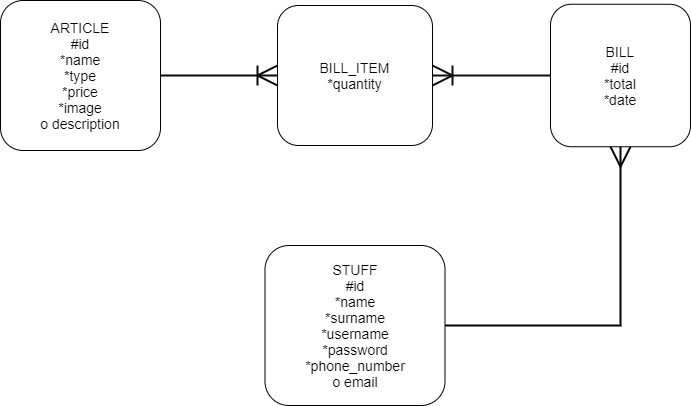 ARTICLE
#id
*name
*type
*price
*image
o description
BILL_ITEM
*quantity
BILL
#id
*total
*date
STUFF
#id
*name
*surname
*username
*password
*phone_number
o email